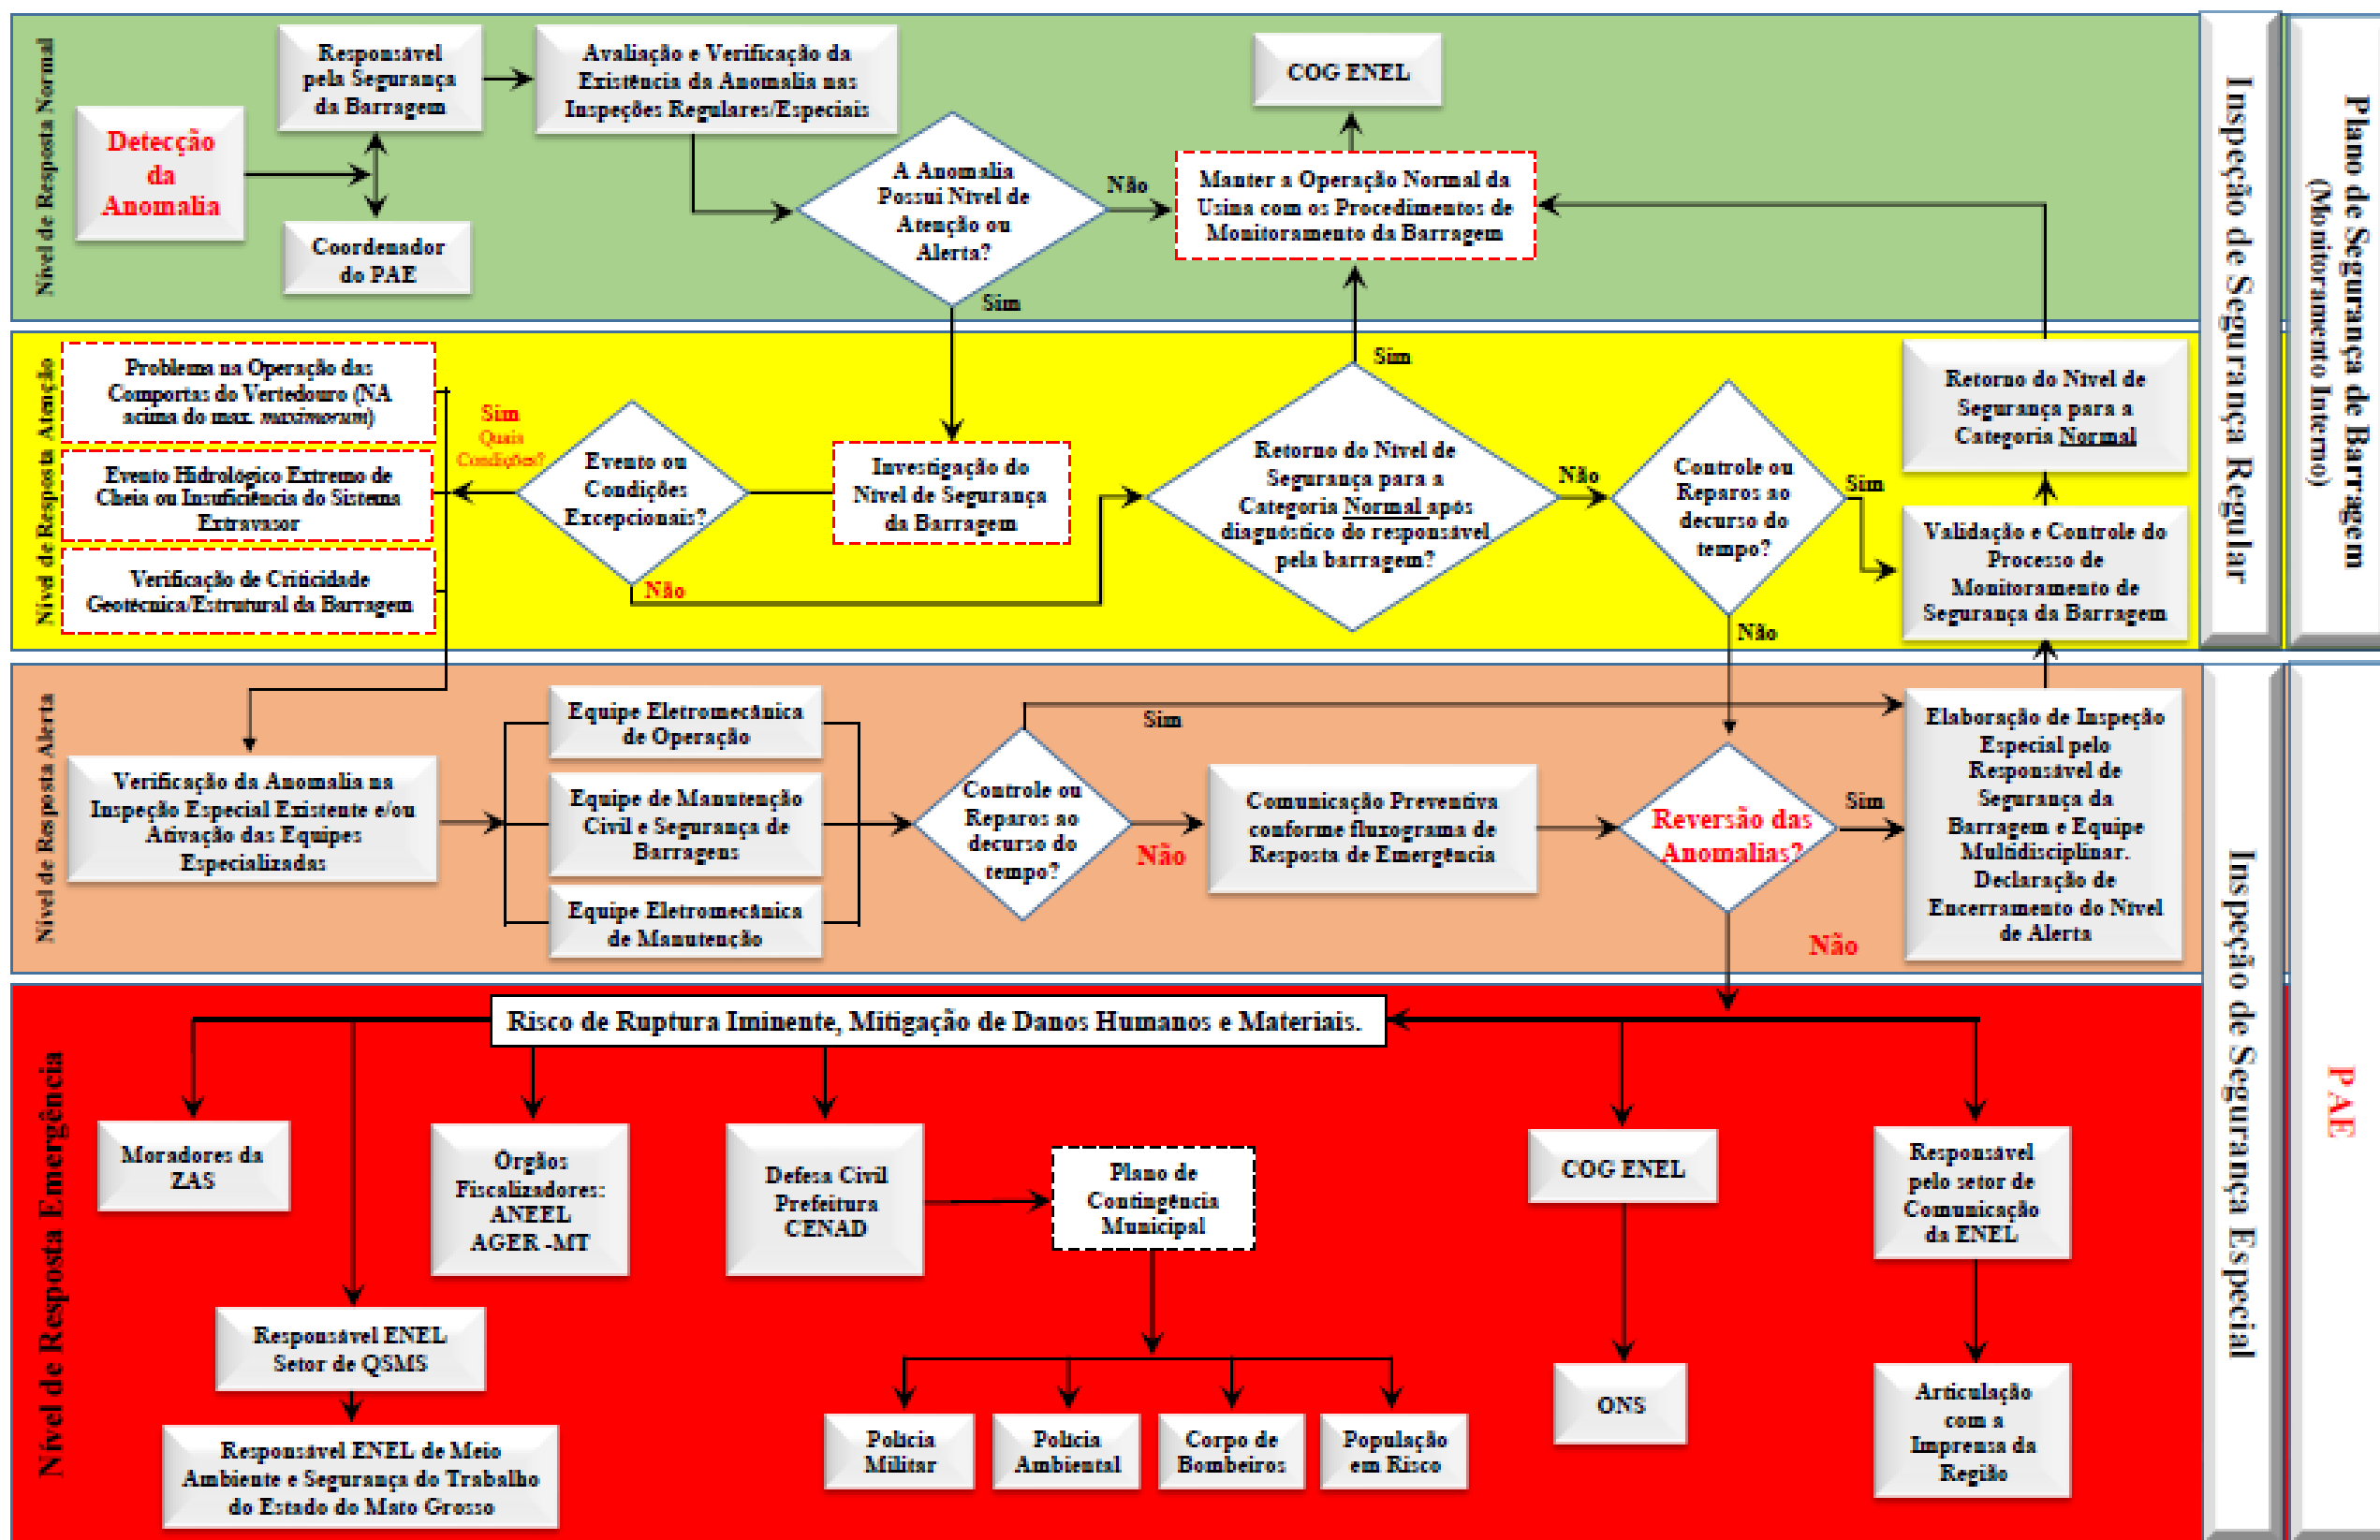 Nível de Resposta Normal
Detecção
da
Anomalia
Responsável
pela Segurança
da Barragem
Coordenador
do PAE
Avaliação e Verificação da
Existência da Anomalia nas
Inspeções Regulares/Especiais
A Anomalia
Possui Nível de
Atenção ou
Alerta?
Não
Sim
COG ENEL
Manter a Operação Normal da
Usina com os Procedimentos de
Monitoramento da Barragem
Inspeção de Segurança Regular
Plano de Segurança de Barragem
(Monitoramento Interno)
Nível de Resposta Atenção
Problema na Operação das
Comportas do Vertedouro (NA
acima do max. maximorum)
Evento Hidrológico Extremo de
Cheia ou Insuficiência do Sistema
Extravasor
Verificação de Criticidade
Geotécnica/Estrutural da Barragem
Sim
Quais
Condições?
Evento ou
Condições
Excepcionais?
Não
Investigação do
Nível de Segurança
da Barragem
Sim
Retorno do Nível de
Segurança para a
Categoria Normal após
diagnóstico do responsável
pela barragem?
Não
Controle ou
Reparos ao
decurso do
tempo?
Sim
Não
Retorno do Nível de
Segurança para a
Categoria Normal
Validação e Controle do
Processo de
Monitoramento de
Segurança da Barragem
Nível de Resposta Alerta
Verificação da Anomalia na
Inspeção Especial Existente e/ou
Ativação das Equipes
Especializadas
Equipe Eletromecânica
de Operação
Equipe de Manutenção
Civil e Segurança de
Barragens
Equipe Eletromecânica
de Manutenção
Controle ou
Reparos ao
decurso do
tempo?
Sim
Não
Comunicação Preventiva
conforme fluxograma de
Resposta de Emergência
Reversão das
Anomalias?
Sim
Não
Elaboração de Inspeção
Especial pelo
Responsável de
Segurança da
Barragem e Equipe
Multidisciplinar.
Declaração de
Encerramento do Nível
de Alerta
Inspeção de Segurança Especial
PAE
Nível de Resposta Emergência
Risco de Ruptura Iminente, Mitigação de Danos Humanos e Materiais.
Moradores da
ZAS
Responsável ENEL
Setor de QSMS
Responsável ENEL de Meio
Ambiente e Segurança do Trabalho
do Estado do Mato Grosso
Órgãos
Fiscalizadores:
ANEEL
AGER -MT
Defesa Civil
Prefeitura
CENAD
Plano de
Contingência
Municipal
Polícia
Militar
Polícia
Ambiental
Corpo de
Bombeiros
População
em Risco
COG ENEL
ONS
Responsável
pelo setor de
Comunicação
da ENEL
Articulação
com a
Imprensa da
Região